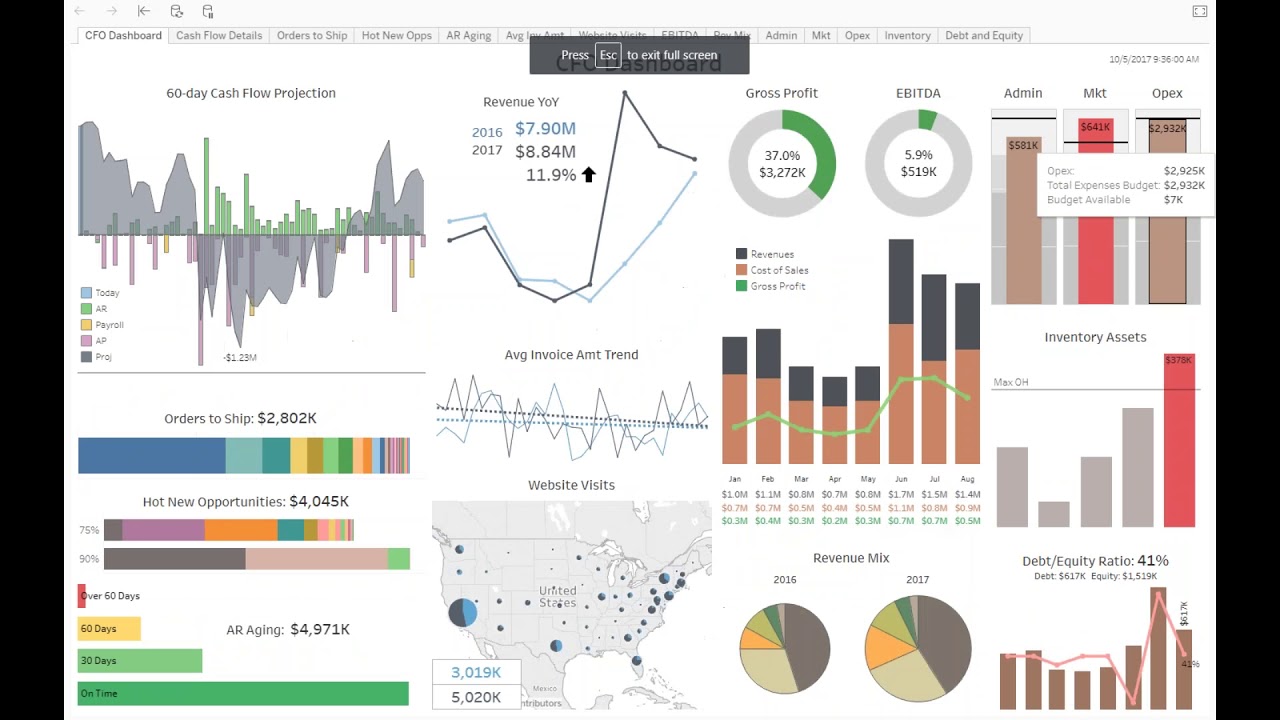 CFO Dashboard
Cash Flow Details
Orders to Ship
Hot New Opps
AR Aging
Avg Inv Amt
Website Visits
EBITDA
Rev Mix
Admin
Mkt
Opex
Inventory
Debt and Equity
Press Esc to exit full screen
CFO Dashboard
10/5/2017 9:36:00 AM
60-day Cash Flow Projection
Today
AR
Payroll
AP
Proj
-$1.23M
Revenue YoY
2016 $7.90M
2017 $8.84M
11.9%
Gross Profit
37.0%
$3,272K
EBITDA
5.9%
$519K
Admin
Mkt
Opex
$581K
$641K
$2,932K
Opex: $2,925K
Total Expenses Budget: $2,932K
Budget Available $7K
Revenues
Cost of Sales
Gross Profit
Jan Feb Mar Apr May Jun Jul Aug
$1.0M $1.1M $0.8M $0.7M $0.8M $1.7M $1.5M $1.4M
$0.7M $0.7M $0.5M $0.4M $0.5M $1.1M $0.8M $0.9M
$0.3M $0.4M $0.3M $0.2M $0.3M $0.7M $0.7M $0.5M
Inventory Assets
$378K
Max OH
Avg Invoice Amt Trend
Orders to Ship: $2,802K
Hot New Opportunities: $4,045K
75%
90%
Over 60 Days
60 Days
30 Days
On Time
AR Aging: $4,971K
Website Visits
United
States
Mexico
ntributors
3,019K
5,020K
Revenue Mix
2016
2017
Debt/Equity Ratio: 41%
Debt: $617K Equity: $1,519K
$617K
41%